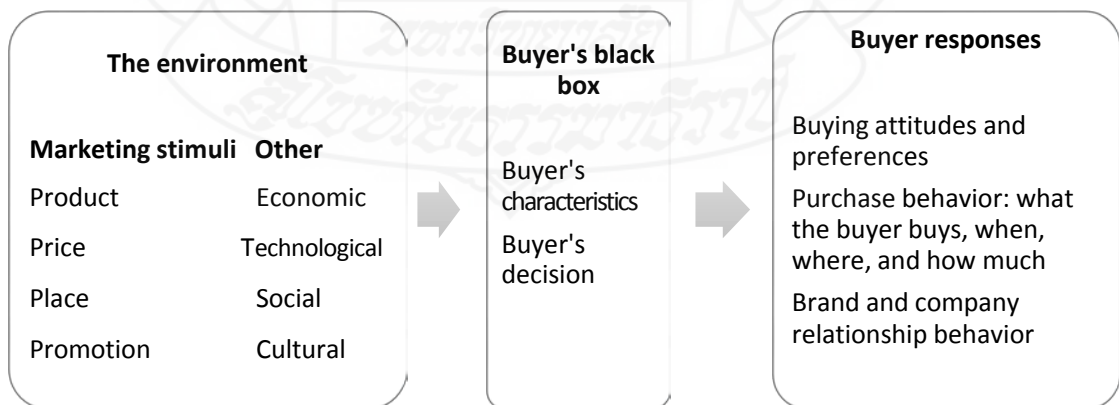 The environment
Marketing stimuli Other
Product Economic
Price Technological
Place Social
Promotion Cultural
Buyer's black
box
Buyer's
characteristics
Buyer's
decision
Buyer responses
Buying attitudes and
preferences
Purchase behavior: what
the buyer buys, when,
where, and how much
Brand and company
relationship behavior